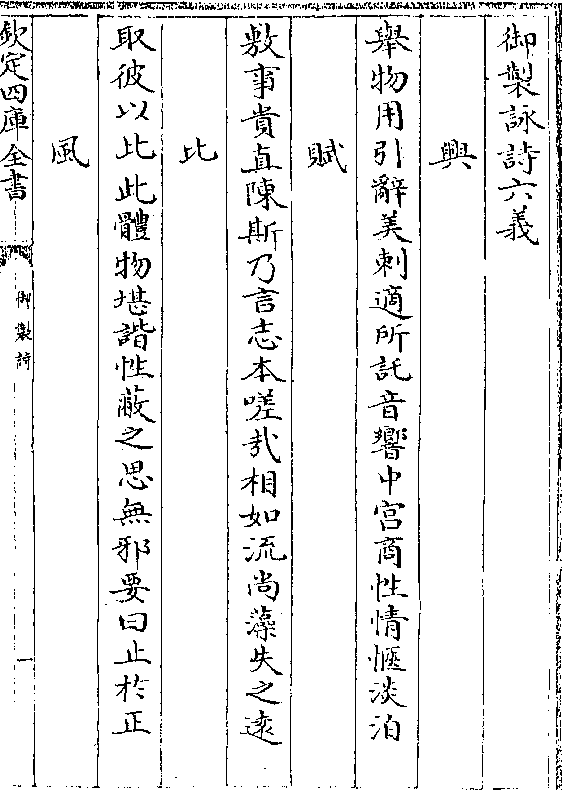 御製詠詩六義
興
舉物用引辭美刺適所託音響中宫商性情愜淡泊
賦
敷事貴直陳斯乃言志本嗟哉相如流尚藻失之逺
比
取彼以比此體物堪諧性蔽之思無邪要曰止於正
風
欽定四庫全書
御製詩
一